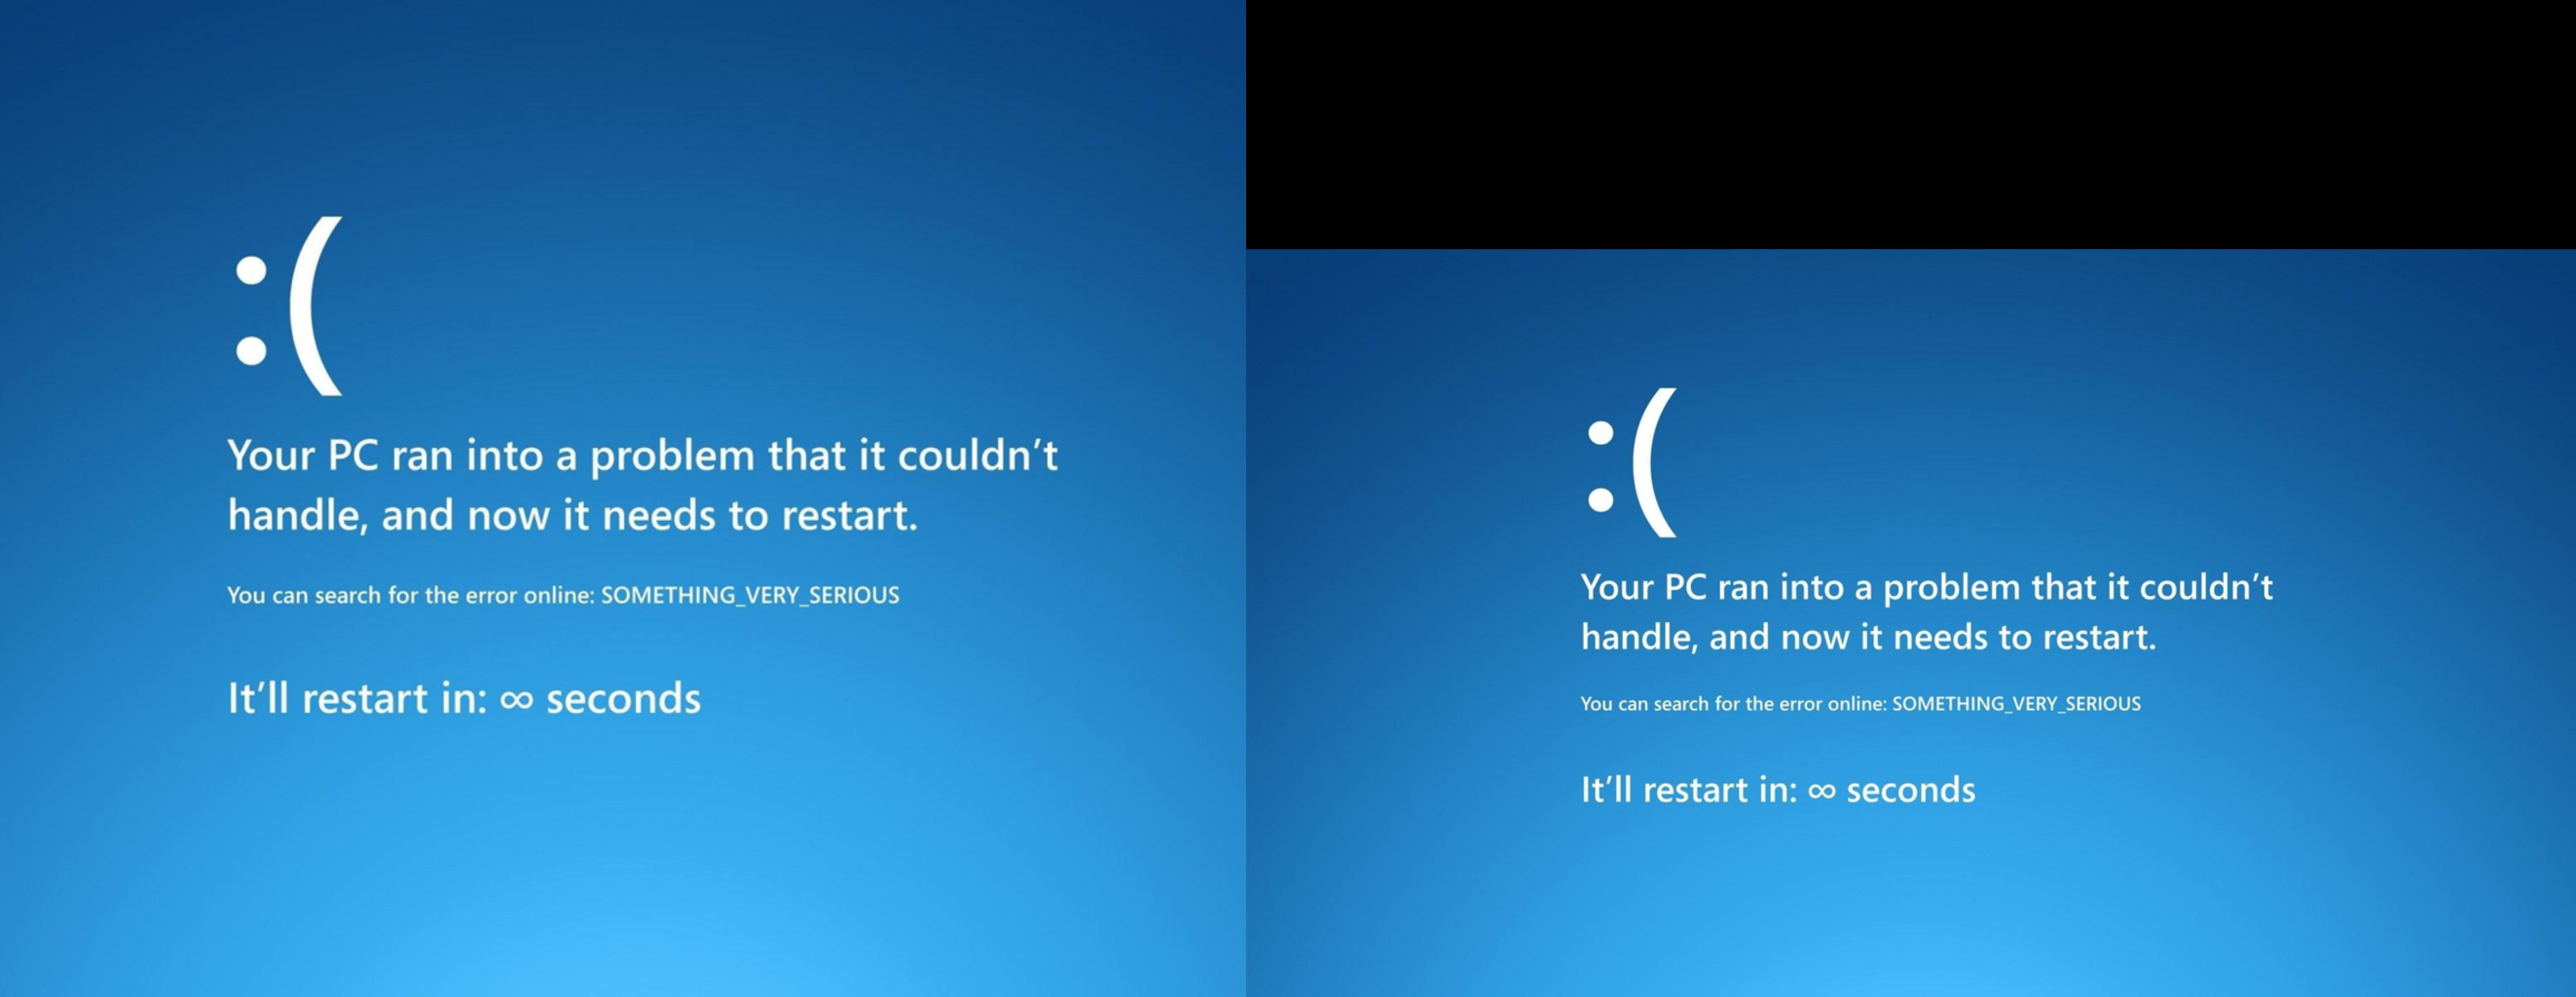 :(
Your PC ran into a problem that it couldn’t
handle, and now it needs to restart.
You can search for the error online: SOMETHING_VERY_SERIOUS
It’ll restart in: ∞ seconds
:(
Your PC ran into a problem that it couldn’t
handle, and now it needs to restart.
You can search for the error online: SOMETHING_VERY_SERIOUS
It’ll restart in: ∞ seconds